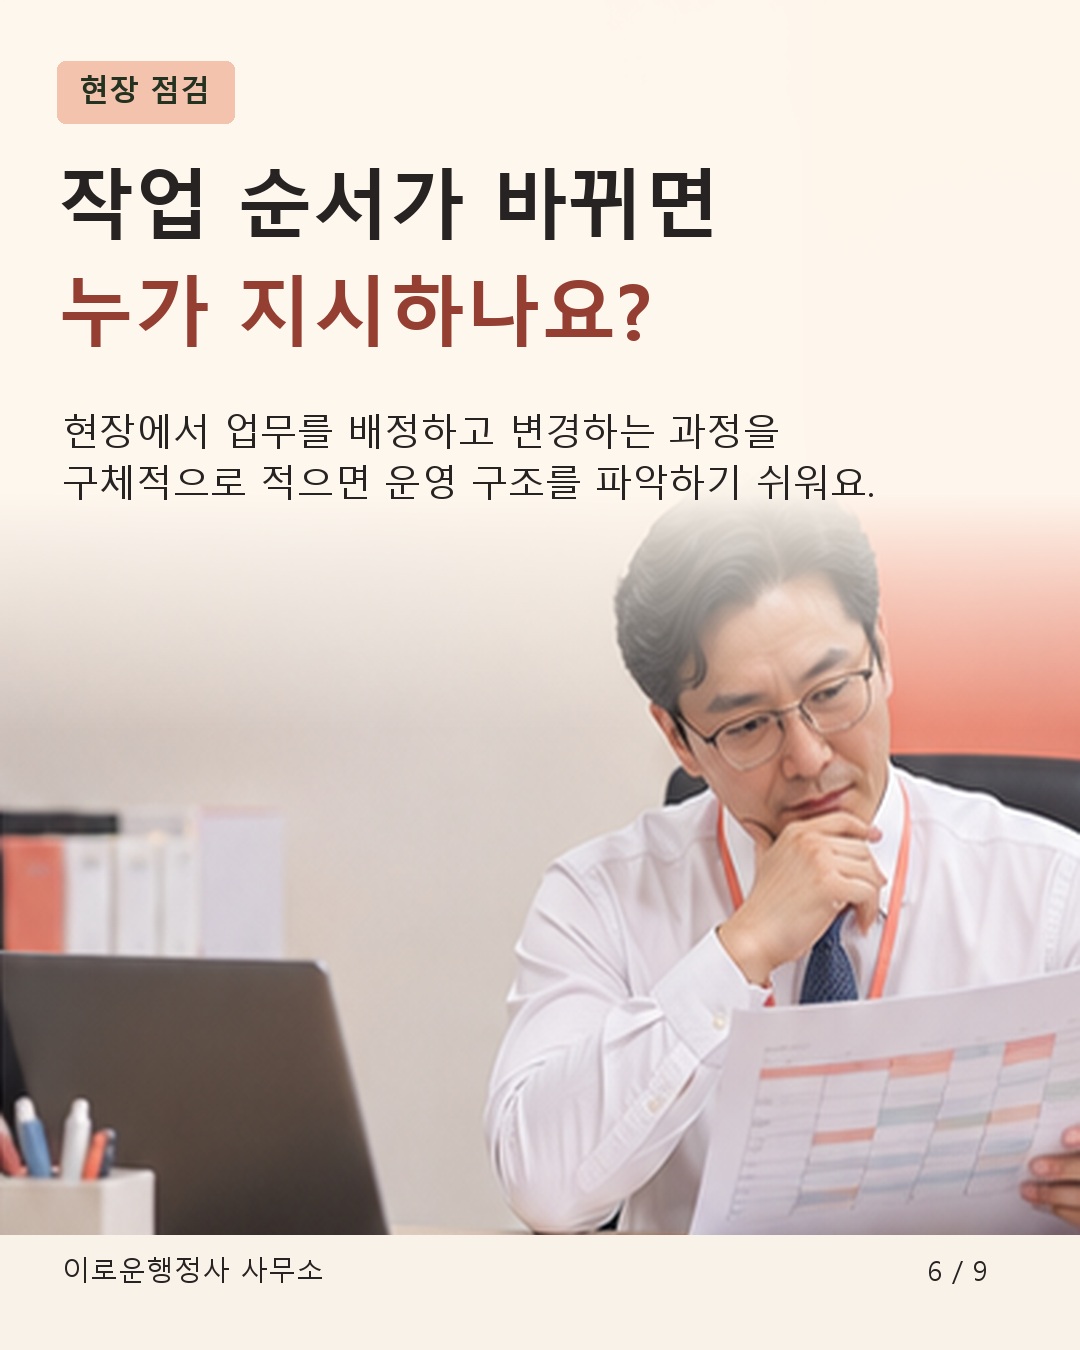 현장 점검
작업 순서가 바뀌면
누가 지시하나요?
현장에서 업무를 배정하고 변경하는 과정을
구체적으로 적으면 운영 구조를 파악하기 쉬워요.
이로운행정사 사무소
6 / 9